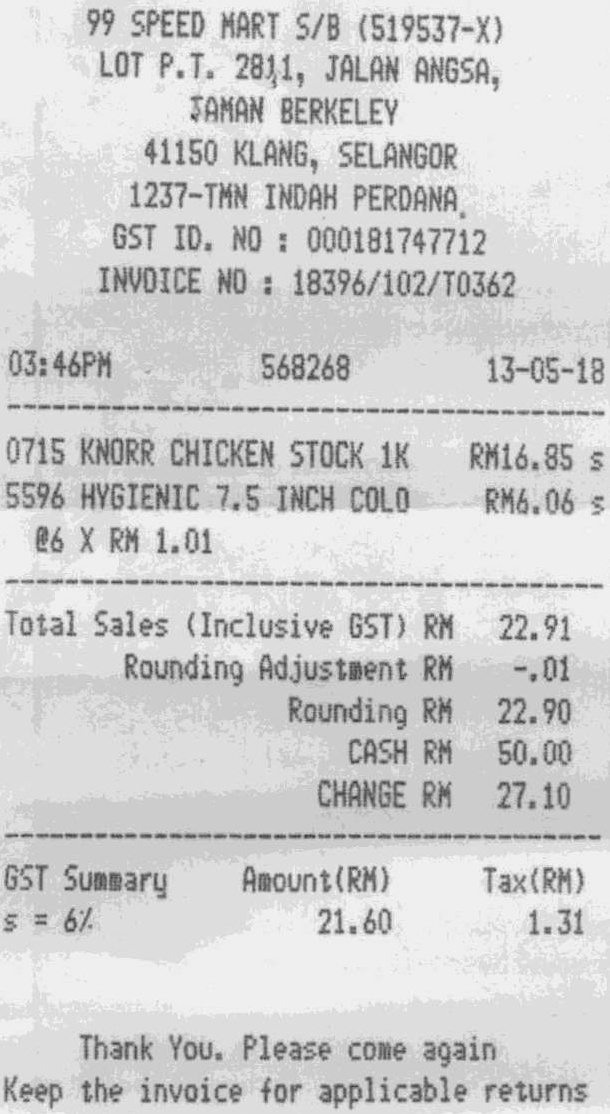 99 SPEED MART S/B (519537-X)
LOT P.T. 2811, JALAN ANGSA,
TAMAN BERKELEY
41150 KLANG, SELANGOR
1237-TMN INDAH PERDANA
GST ID. NO : 000181747712
INVOICE NO : 18396/102/T0362
03:46PM 568268 13-05-18
0715 KNORR CHICKEN STOCK 1K RM16.85 s
5596 HYGIENIC 7.5 INCH COLO RM6.06 s
@6 X RM 1.01
Total Sales (Inclusive GST) RM 22.91
Rounding Adjustment RM -.01
Rounding RM 22.90
CASH RM 50.00
CHANGE RM 27.10
GST Summary Amount(RM) Tax(RM)
s = 6% 21.60 1.31
Thank You. Please come again
Keep the invoice for applicable returns